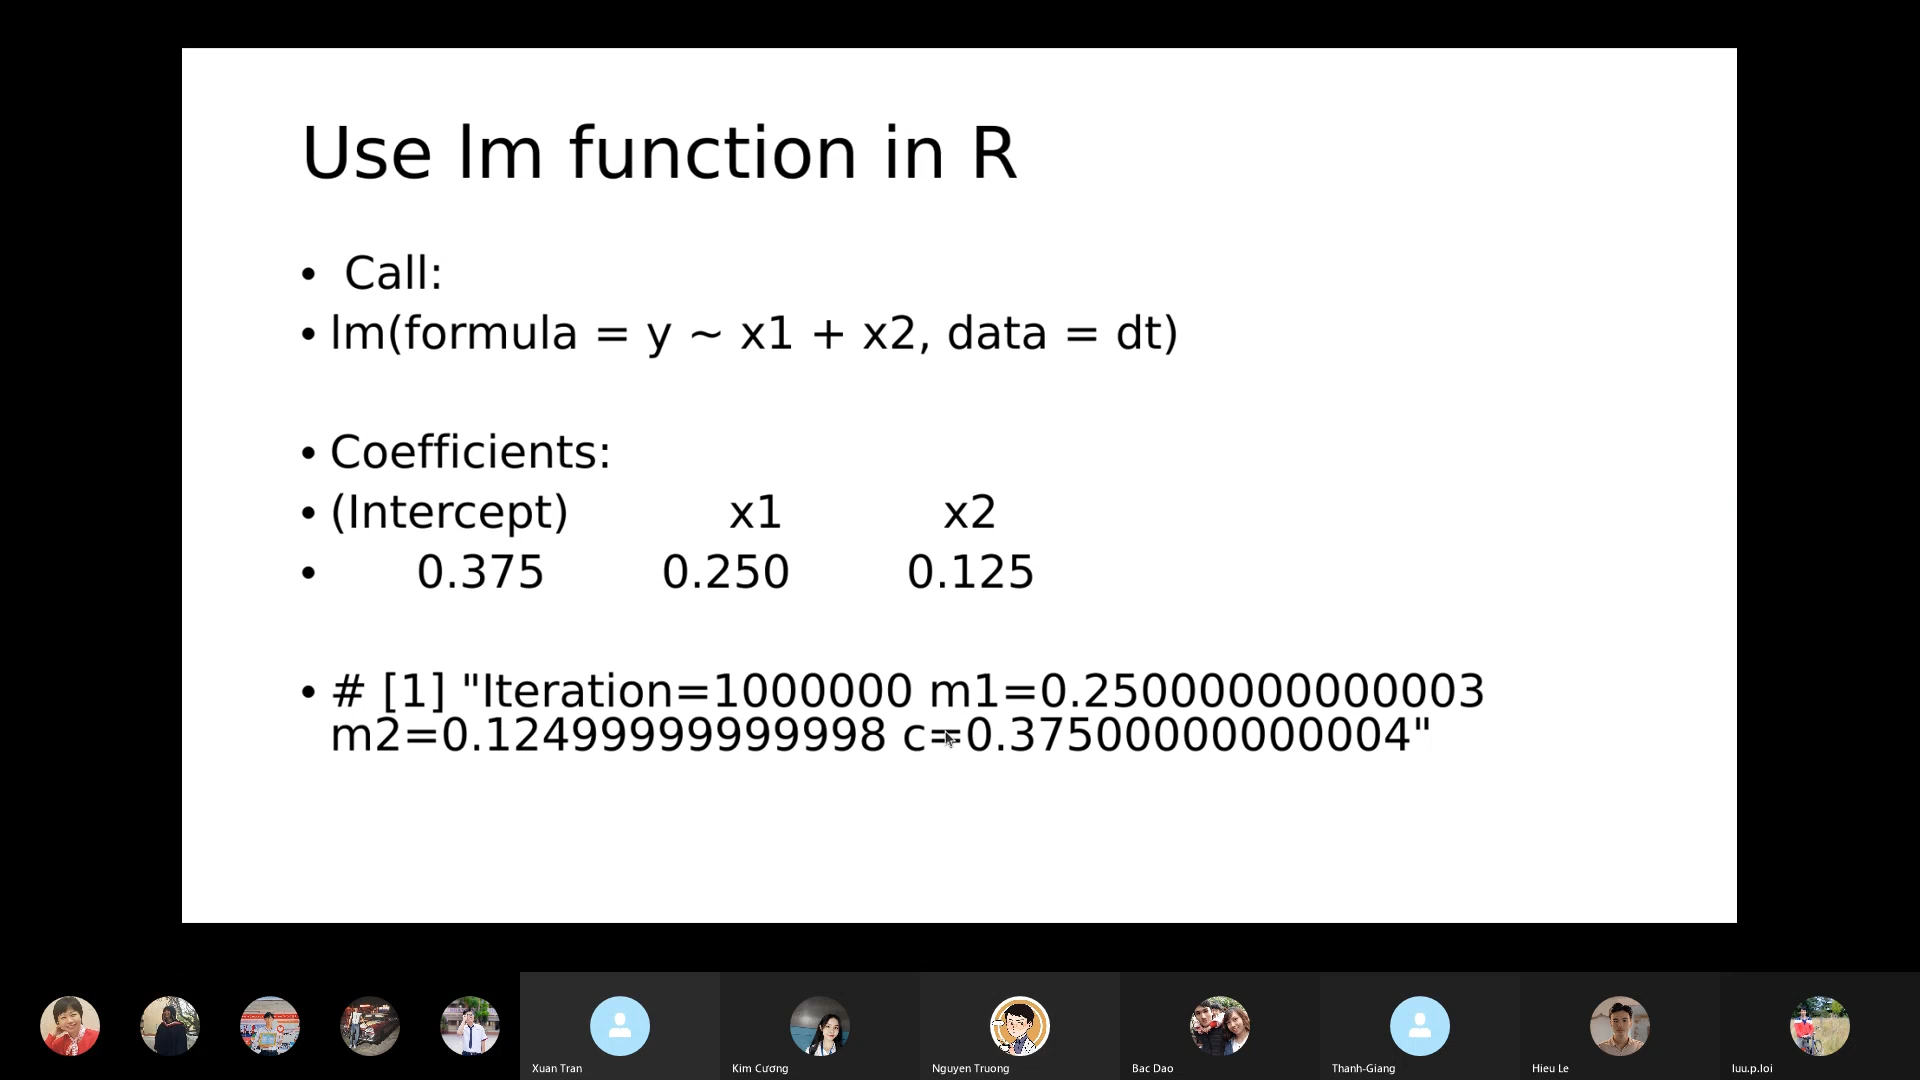 Use lm function in R
• Call:
• lm(formula = y ~ x1 + x2, data = dt)
• Coefficients:
• (Intercept) x1 x2
• 0.375 0.250 0.125
• # [1] "Iteration=1000000 m1=0.25000000000003
m2=0.12499999999998 c=0.37500000000004"
Xuan Tran Kim Cương Nguyen Truong Bac Dao Thanh-Giang Hieu Le luu.p.loi